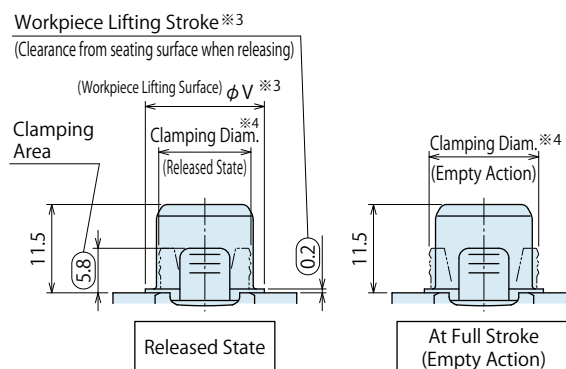 Workpiece Lifting Stroke※3
(Clearance from seating surface when releasing)
(Workpiece Lifting Surface) φV ※3
Clamping
Area
Clamping Diam.※4
(Released State)
11.5
5.8
0.2
Released State
Clamping Diam.※4
(Empty Action)
11.5
At Full Stroke
(Empty Action)